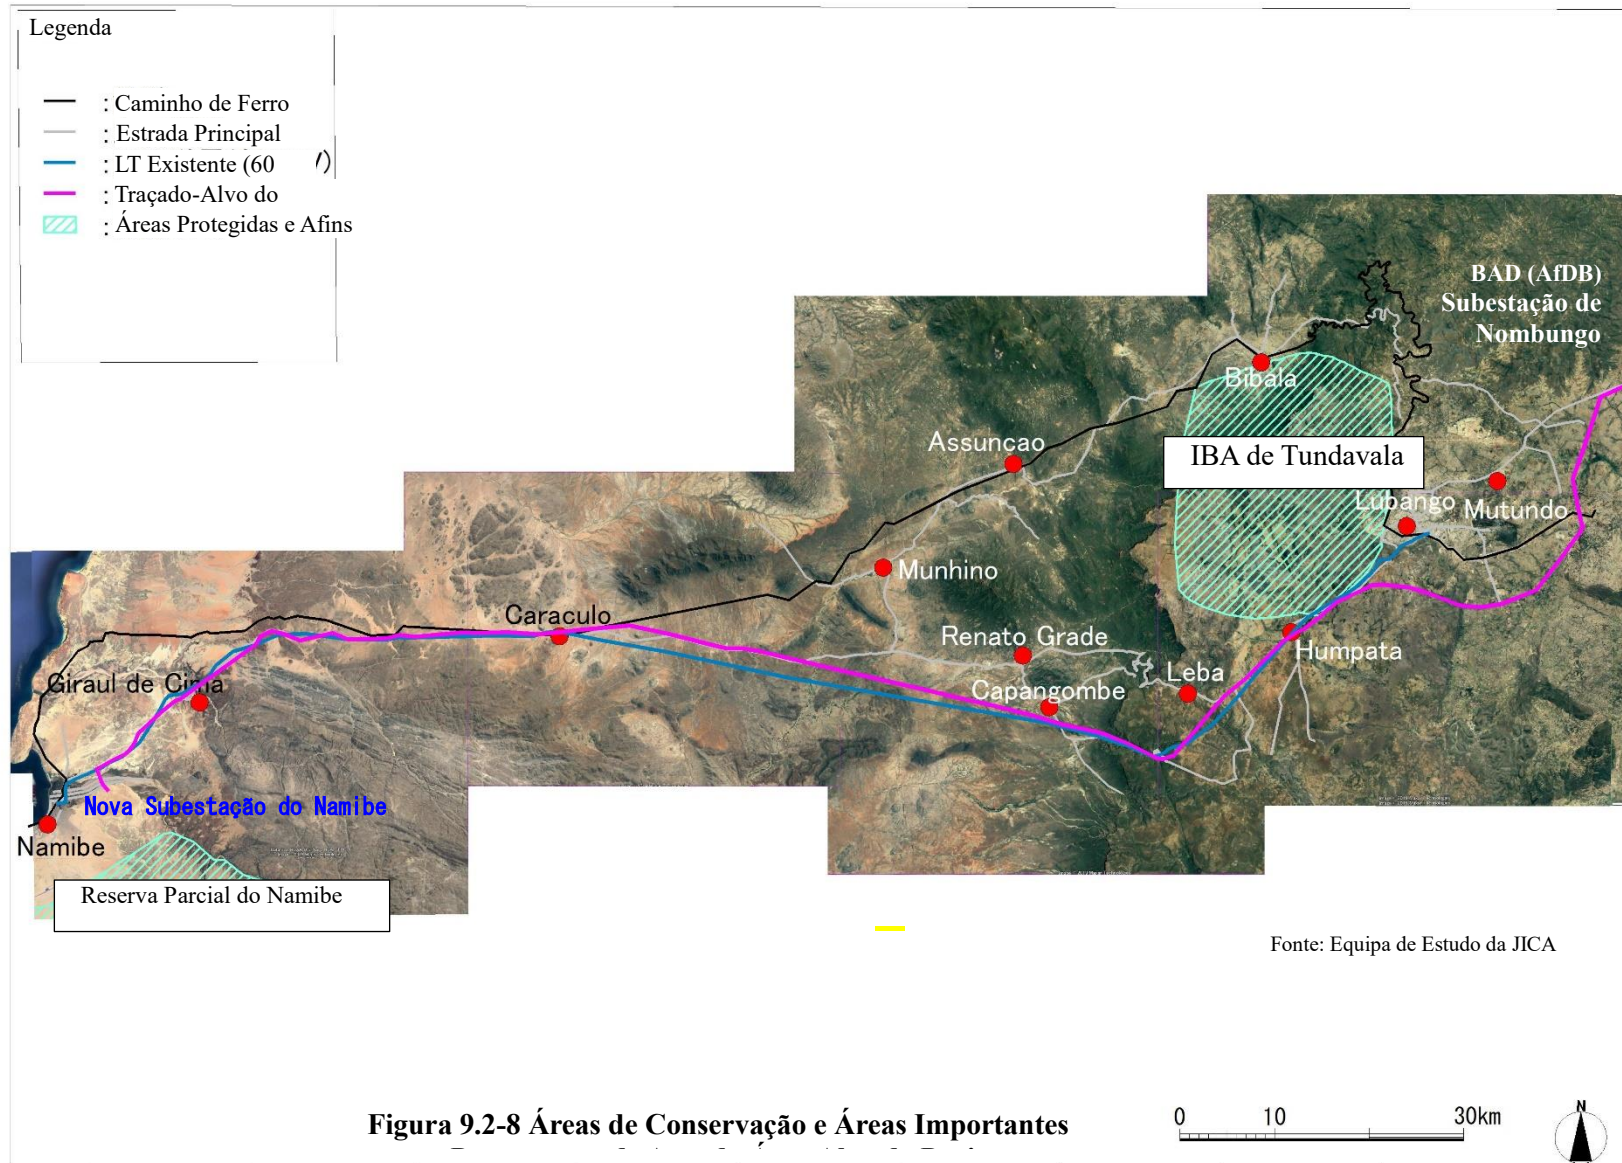 Legenda
: Caminho de Ferro
: Estrada Principal
: LT Existente (60
: Traçado-Alvo do
: Áreas Protegidas e Afins
BAD (AfDB)
Subestação de
Nombungo
Bibala
Assunçao
IBA de Tundavala
Lubango
Mutundo
Munhino
Caraculo
Renato Grade
Humpata
Leba
Giraul de Cima
Capangombe
Nova Subestação do Namibe
Namibe
Reserva Parcial do Namibe
Fonte: Equipa de Estudo da JICA
Figura 9.2-8 Áreas de Conservação e Áreas Importantes
0 10 30km
N